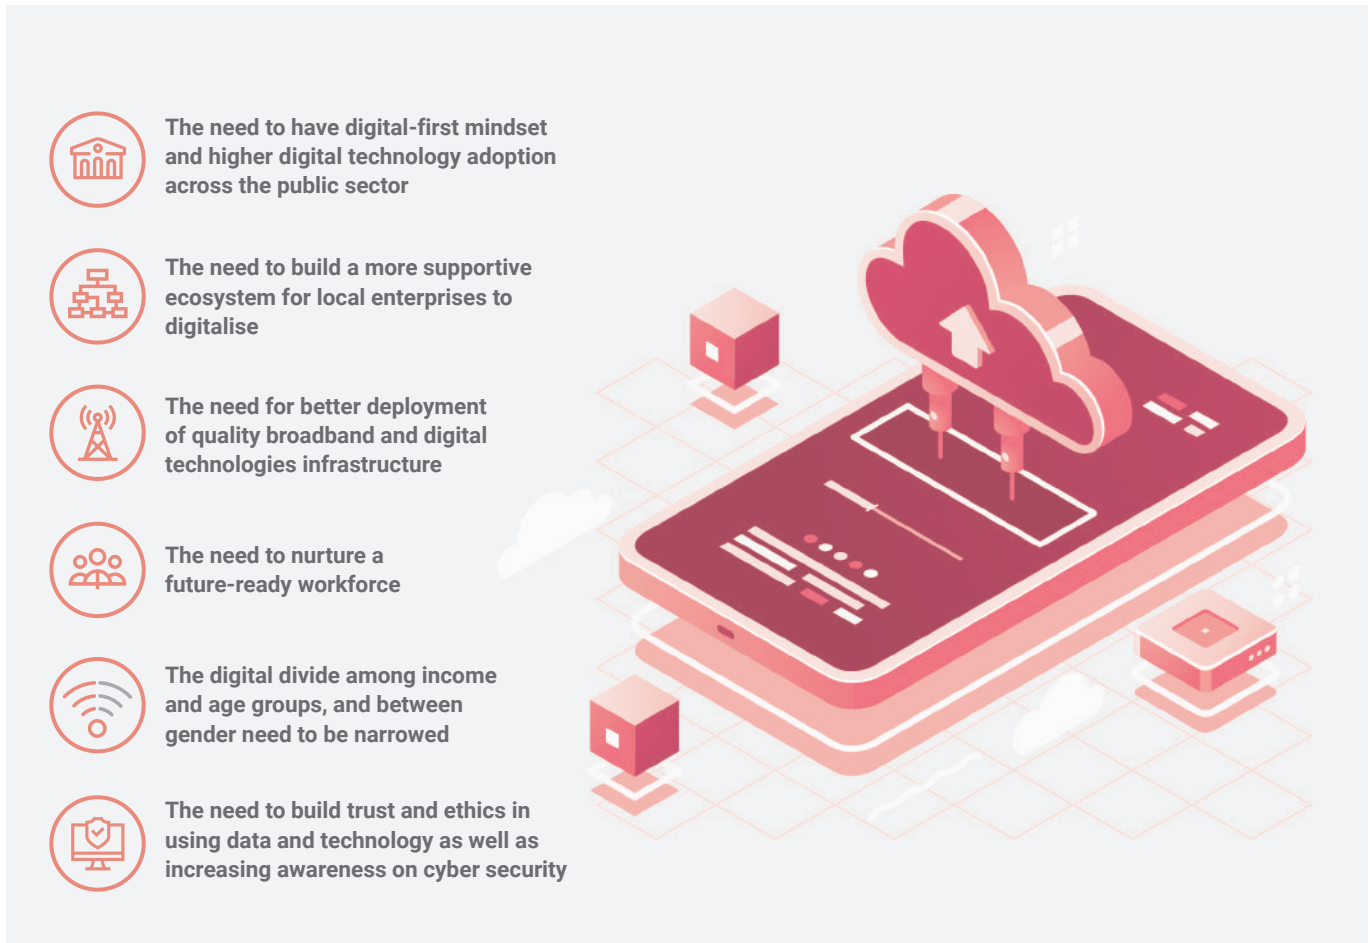 The need to have digital-first mindset
and higher digital technology adoption
across the public sector
The need to build a more supportive
ecosystem for local enterprises to
digitalise
The need for better deployment
of quality broadband and digital
technologies infrastructure
The need to nurture a
future-ready workforce
The digital divide among income
and age groups, and between
gender need to be narrowed
The need to build trust and ethics in
using data and technology as well as
increasing awareness on cyber security